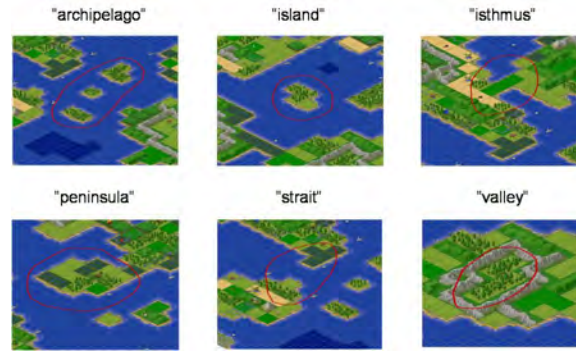 "archipelago"
"island"
"isthmus"
"peninsula"
"strait"
"valley"